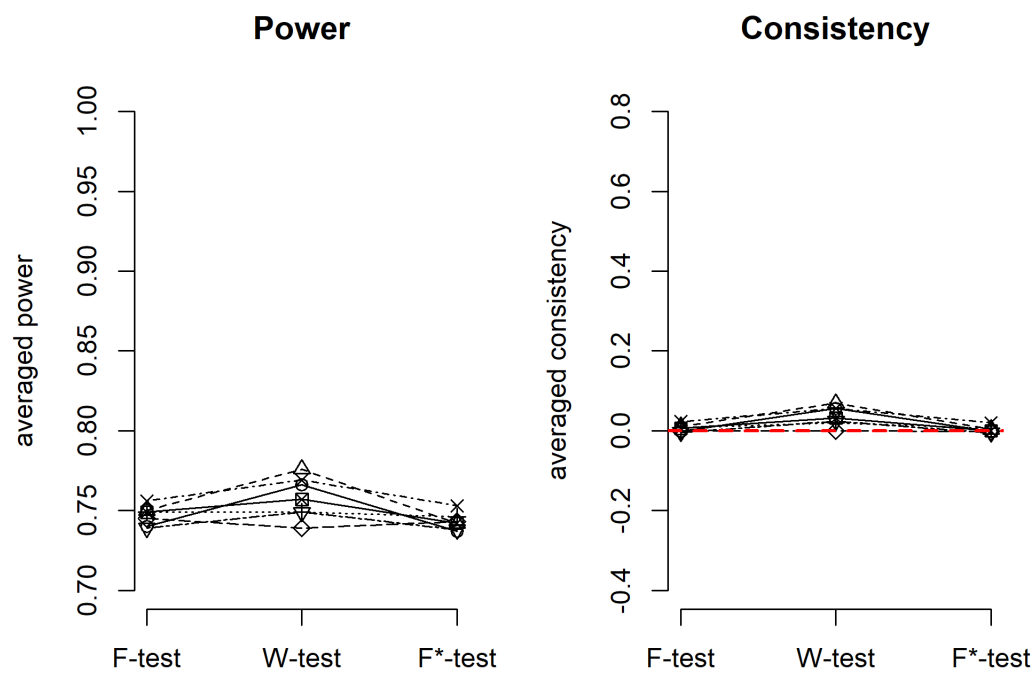 Power
averaged power
1.00
0.95
0.90
0.85
0.80
0.75
0.70
F-test W-test F*-test
Consistency
averaged consistency
0.8
0.6
0.4
0.2
0.0
-0.2
-0.4
F-test W-test F*-test